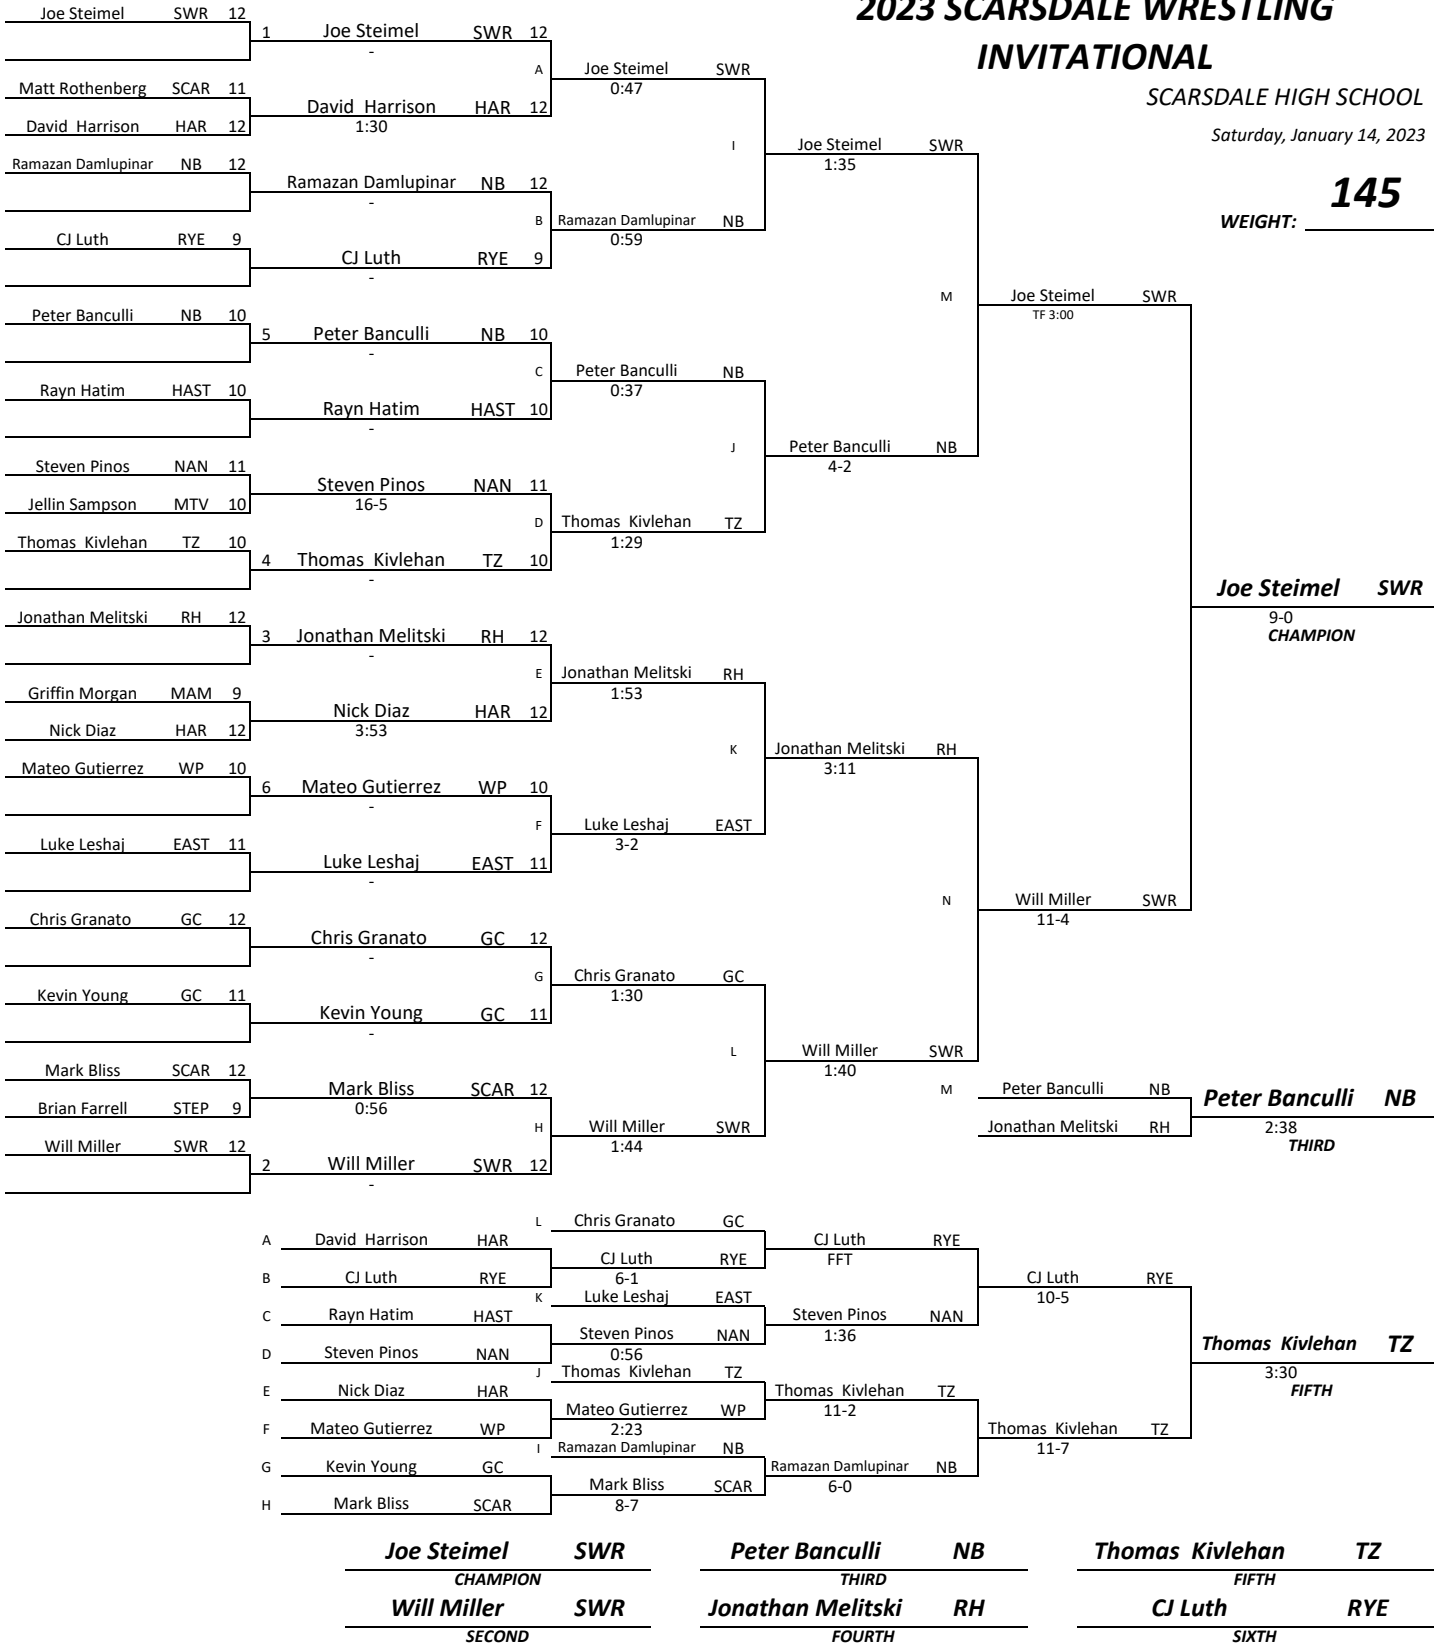 2023 SCARSDALE WRESTLING
INVITATIONAL
SCARSDALE HIGH SCHOOL
Saturday, January 14, 2023
WEIGHT: 145
Joe Steimel SWR 12
Matt Rothenberg SCAR 11
David Harrison HAR 12
Ramazan Damlupinar NB 12
CJ Luth RYE 9
Peter Banculli NB 10
Rayn Hatim HAST 10
Steven Pinos NAN 11
Jellin Sampson MTV 10
Thomas Kivlehan TZ 10
Jonathan Melitski RH 12
Griffin Morgan MAM 9
Nick Diaz HAR 12
Mateo Gutierrez WP 10
Luke Leshaj EAST 11
Chris Granato GC 12
Kevin Young GC 11
Mark Bliss SCAR 12
Brian Farrell STEP 9
Will Miller SWR 12
1 Joe Steimel SWR 12
-
David Harrison HAR 12
1:30
Ramazan Damlupinar NB 12
-
CJ Luth RYE 9
-
5 Peter Banculli NB 10
-
Rayn Hatim HAST 10
-
Steven Pinos NAN 11
16-5
4 Thomas Kivlehan TZ 10
-
3 Jonathan Melitski RH 12
-
Nick Diaz HAR 12
3:53
6 Mateo Gutierrez WP 10
-
Luke Leshaj EAST 11
-
Chris Granato GC 12
-
Kevin Young GC 11
-
Mark Bliss SCAR 12
0:56
2 Will Miller SWR 12
-
A Joe Steimel SWR
0:47
B Ramazan Damlupinar NB
0:59
C Peter Banculli NB
0:37
D Thomas Kivlehan TZ
1:29
E Jonathan Melitski RH
1:53
F Luke Leshaj EAST
3-2
G Chris Granato GC
1:30
H Will Miller SWR
1:44
I Joe Steimel SWR
1:35
J Peter Banculli NB
4-2
K Jonathan Melitski RH
3:11
L Will Miller SWR
1:40
M Joe Steimel SWR
TF 3:00
N Will Miller SWR
11-4
Joe Steimel SWR
9-0
CHAMPION
M Peter Banculli NB
Jonathan Melitski RH
Peter Banculli NB
2:38
THIRD
A David Harrison HAR
B CJ Luth RYE
C Rayn Hatim HAST
D Steven Pinos NAN
E Nick Diaz HAR
F Mateo Gutierrez WP
G Kevin Young GC
H Mark Bliss SCAR
L Chris Granato GC
CJ Luth RYE
6-1
K Luke Leshaj EAST
Steven Pinos NAN
0:56
J Thomas Kivlehan TZ
Mateo Gutierrez WP
2:23
I Ramazan Damlupinar NB
Mark Bliss SCAR
8-7
CJ Luth RYE
FFT
Steven Pinos NAN
1:36
Thomas Kivlehan TZ
11-2
Ramazan Damlupinar NB
6-0
CJ Luth RYE
10-5
Thomas Kivlehan TZ
11-7
Thomas Kivlehan TZ
3:30
FIFTH
Joe Steimel SWR Peter Banculli NB Thomas Kivlehan TZ
CHAMPION THIRD FIFTH
Will Miller SWR Jonathan Melitski RH CJ Luth RYE
SECOND FOURTH SIXTH